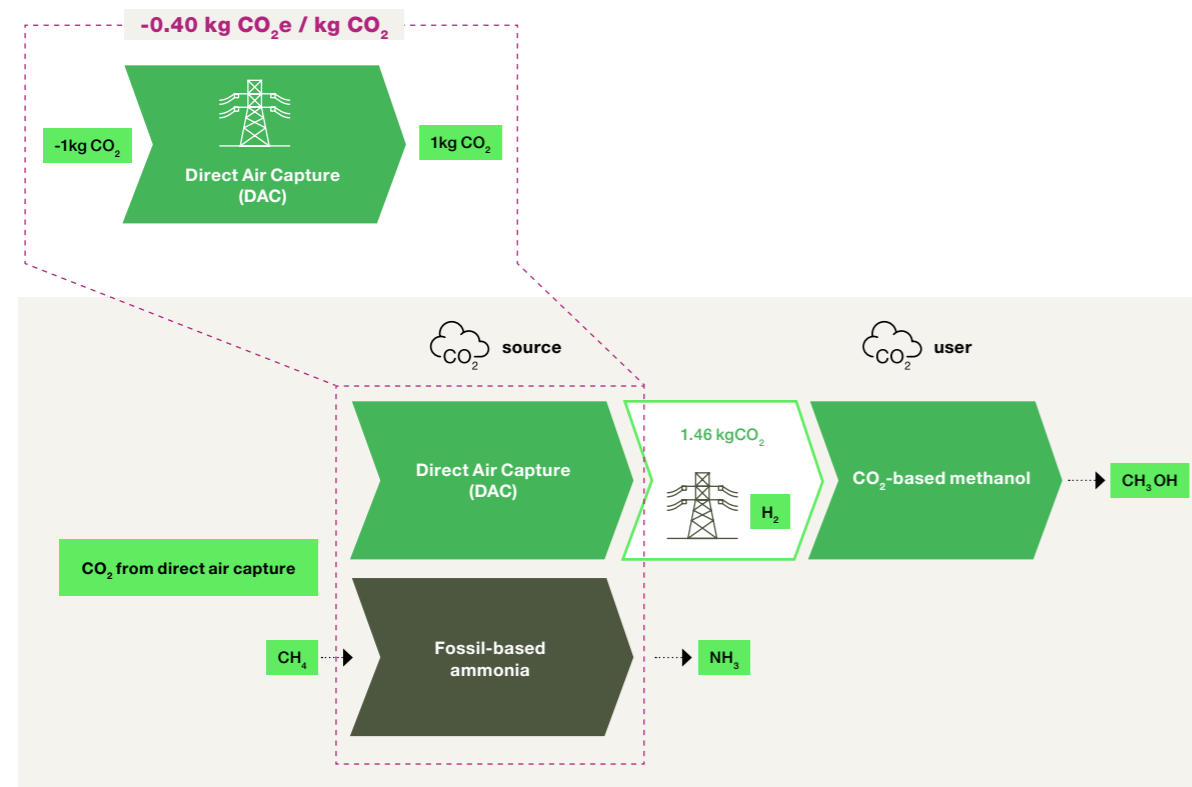 -0.40 kg CO₂e / kg CO₂
-1kg CO₂
Direct Air Capture
(DAC)
1kg CO₂
CO₂
source
CO₂
user
Direct Air Capture
(DAC)
1.46 kgCO₂
H₂
CO₂-based methanol
CH₃OH
CO₂ from direct air capture
CH₄
Fossil-based
ammonia
NH₃